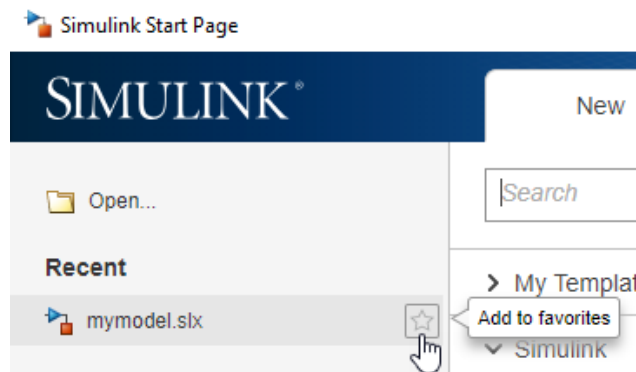 Simulink Start Page
SIMULINK®
New
Open...
Search
Recent
My Templat
mymodel.slx
Add to favorites
Simulink